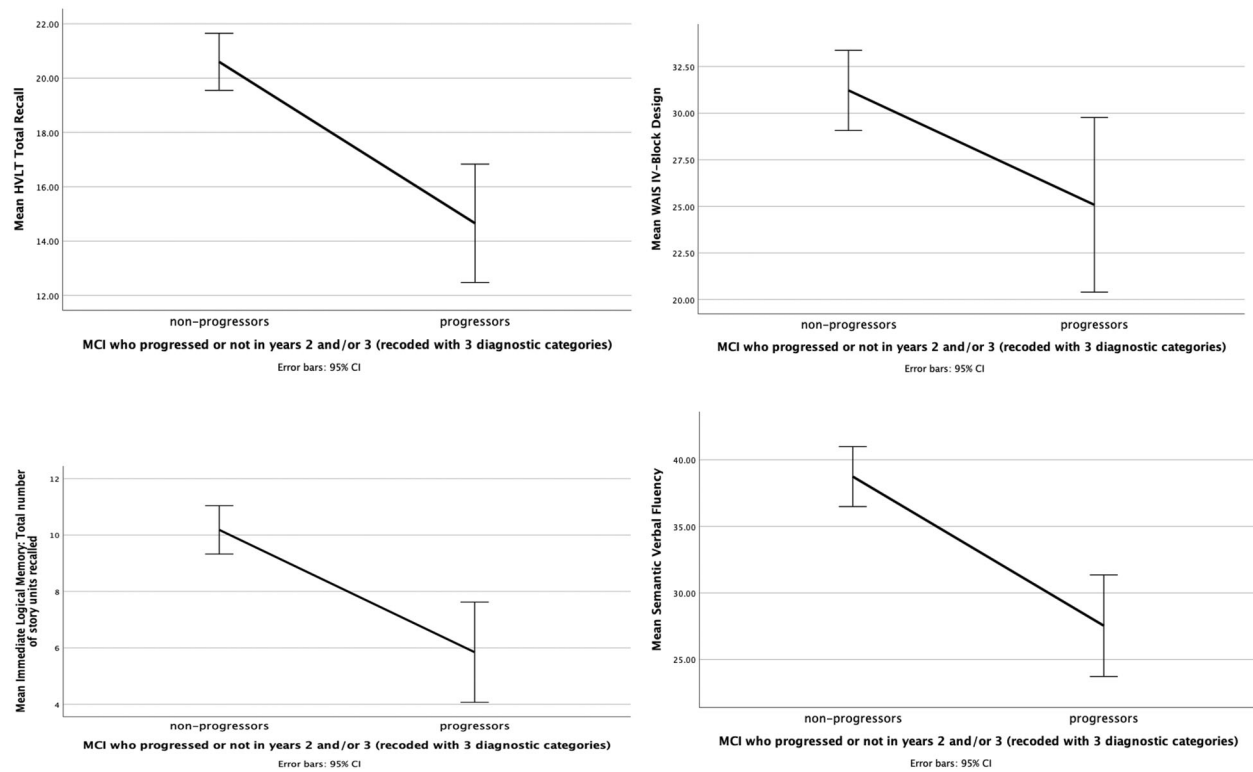 Mean HVLT Total Recall
22.00
20.00
18.00
16.00
14.00
12.00
non-progressors progressors
MCI who progressed or not in years 2 and/or 3 (recoded with 3 diagnostic categories)
Error bars: 95% CI
Mean WAIS IV-Block Design
32.50
30.00
27.50
25.00
22.50
20.00
non-progressors progressors
MCI who progressed or not in years 2 and/or 3 (recoded with 3 diagnostic categories)
Error bars: 95% CI
Mean Immediate Logical Memory: Total number
of story units recalled
12
10
8
6
4
non-progressors progressors
MCI who progressed or not in years 2 and/or 3 (recoded with 3 diagnostic categories)
Error bars: 95% CI
Mean Semantic Verbal Fluency
40.00
35.00
30.00
25.00
non-progressors progressors
MCI who progressed or not in years 2 and/or 3 (recoded with 3 diagnostic categories)
Error bars: 95% CI